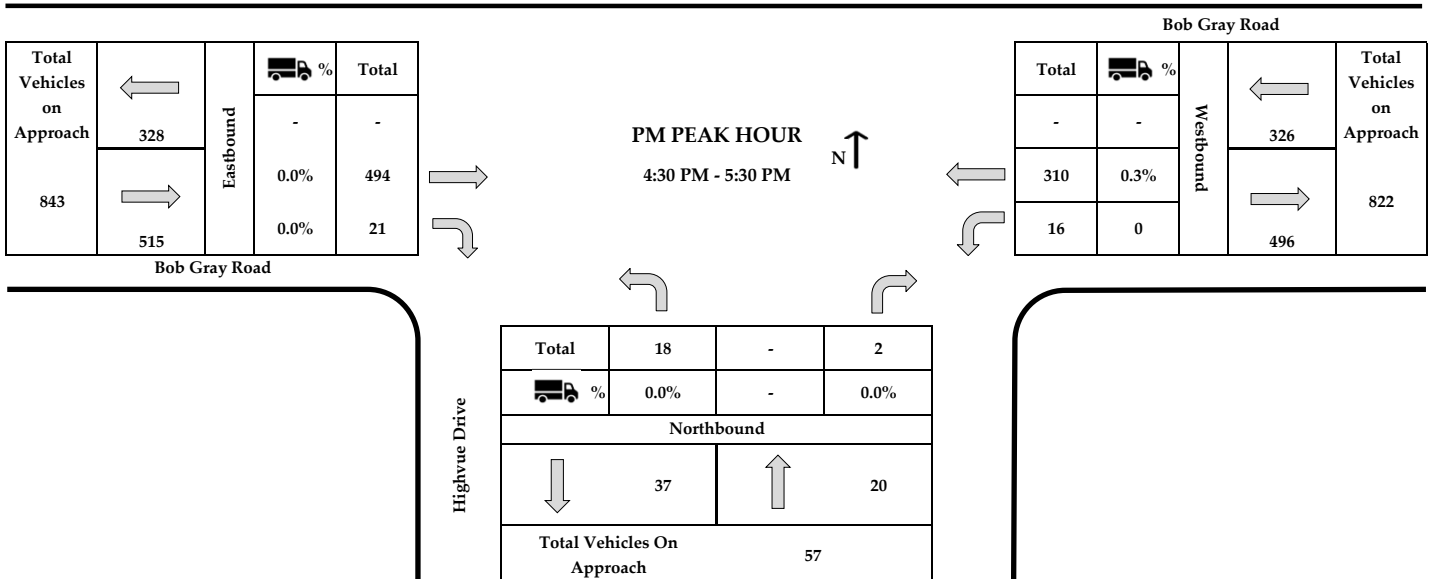 Bob Gray Road
Total
Vehicles
on
Approach
843
328
515
Eastbound
% Total
- -
0.0% 494
0.0% 21
Bob Gray Road
PM PEAK HOUR
4:30 PM - 5:30 PM
N
Total %
- -
310 0.3%
16 0
Westbound
326
496
Total
Vehicles
on
Approach
822
Highvue Drive
Total 18 - 2
% 0.0% - 0.0%
Northbound
37 20
Total Vehicles On
Approach
57